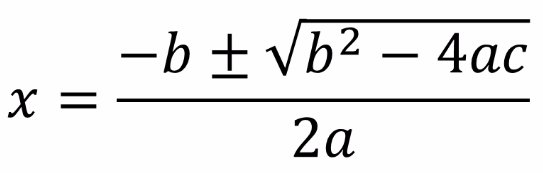 x = (−b ± √(b² − 4ac)) / 2a